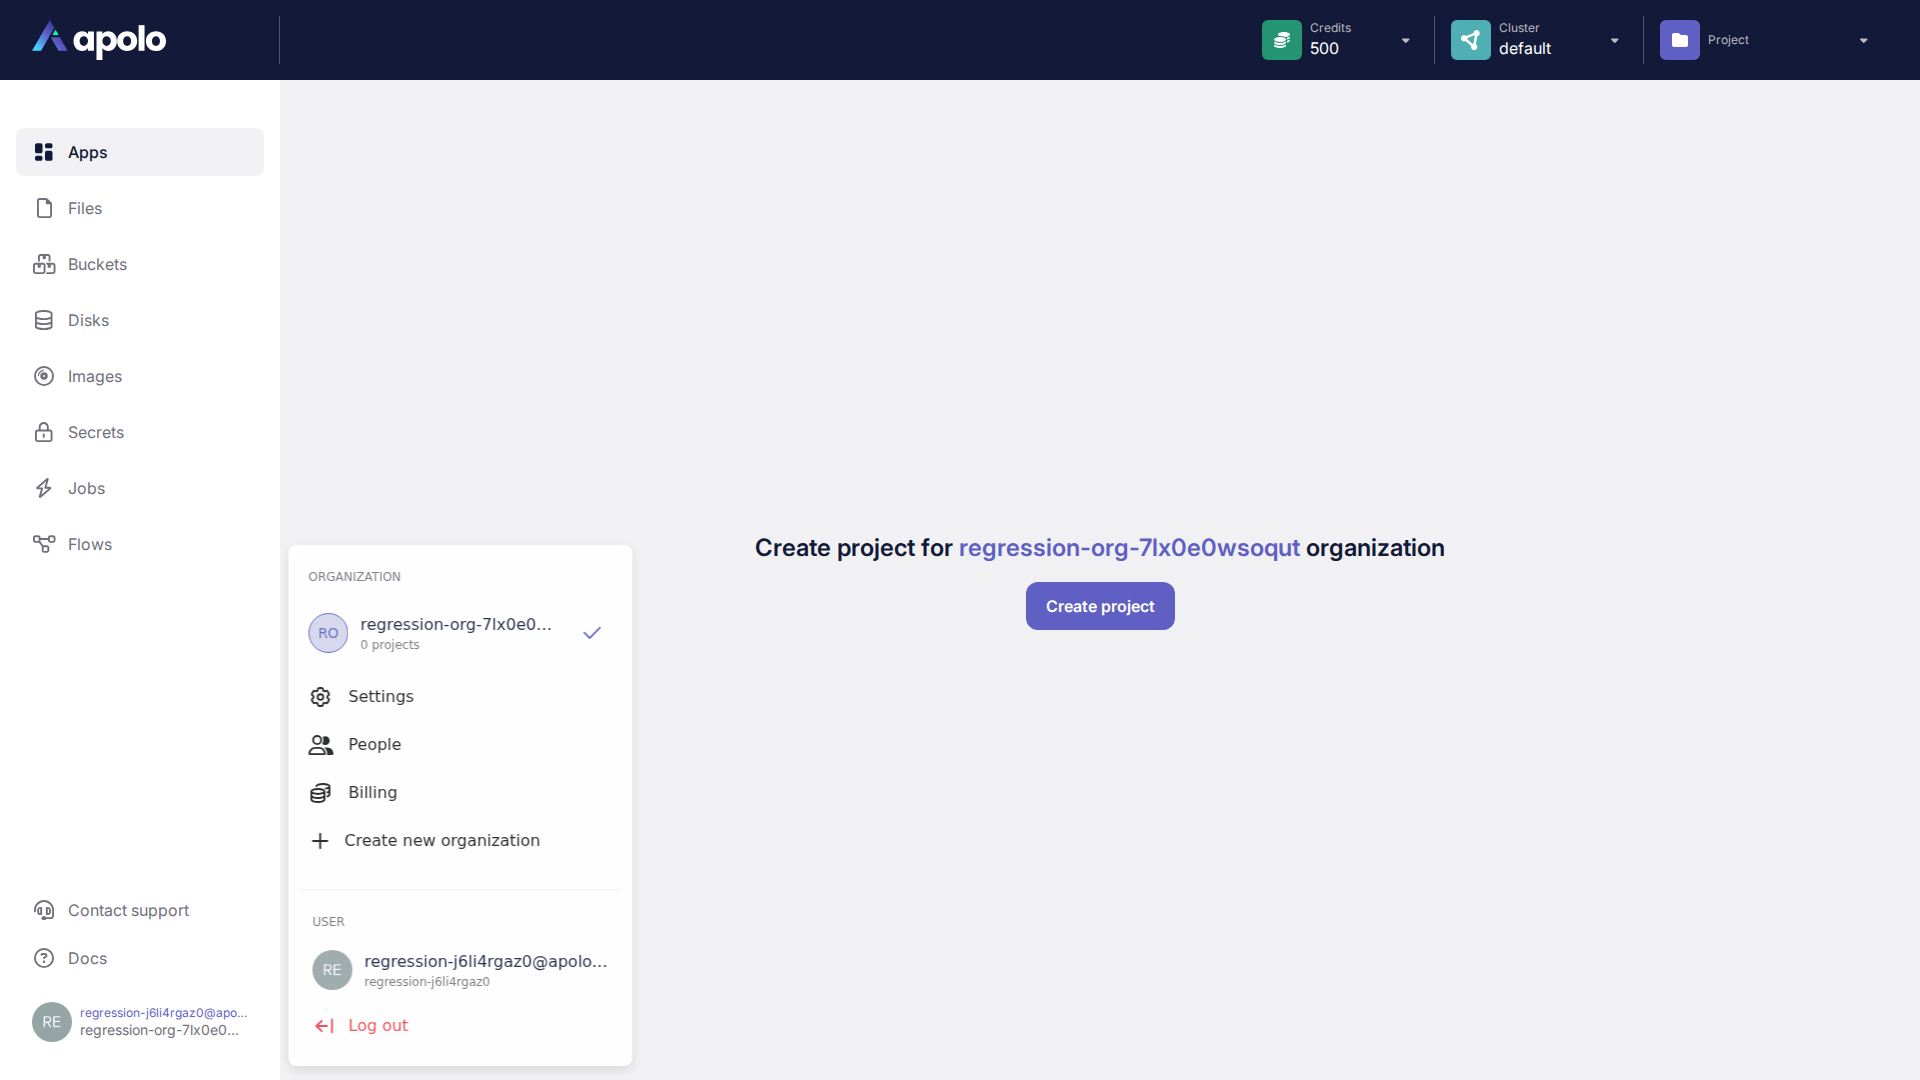 apolo
Credits
500
Cluster
default
Project
Apps
Files
Buckets
Disks
Images
Secrets
Jobs
Flows
Create project for regression-org-7lx0e0wsoqut organization
Create project
ORGANIZATION
RO
regression-org-7lx0e0...
0 projects
Settings
People
Billing
Create new organization
USER
RE
regression-j6li4rgaz0@apolo...
regression-j6li4rgaz0
Log out
Contact support
Docs
RE
regression-j6li4rgaz0@apo...
regression-org-7lx0e0...